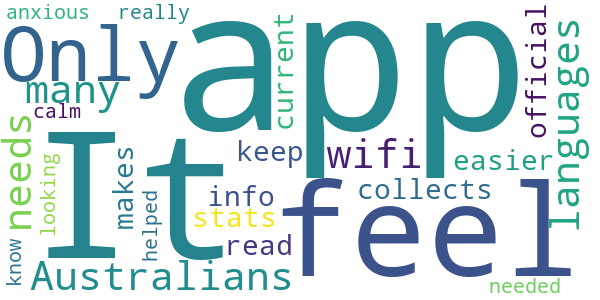 anxious
really
Only
app
current
official
languages
many
calm
needs
It
makes
keep
wifi
easier
looking
helped
info
stats
read
feel
collects
know
Australians
needed